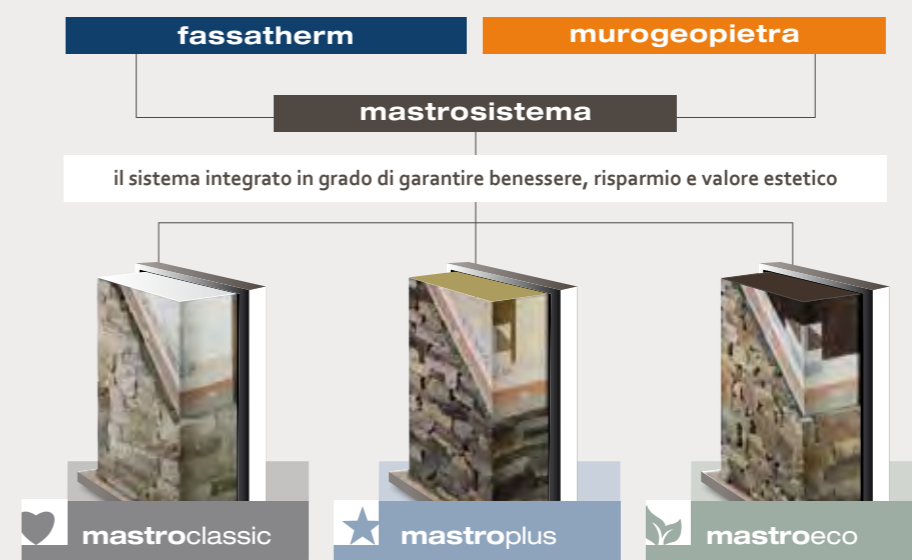 fassatherm
murogeopietra
mastrosistema
il sistema integrato in grado di garantire benessere, risparmio e valore estetico
mastroclassic
mastroplus
mastroeco